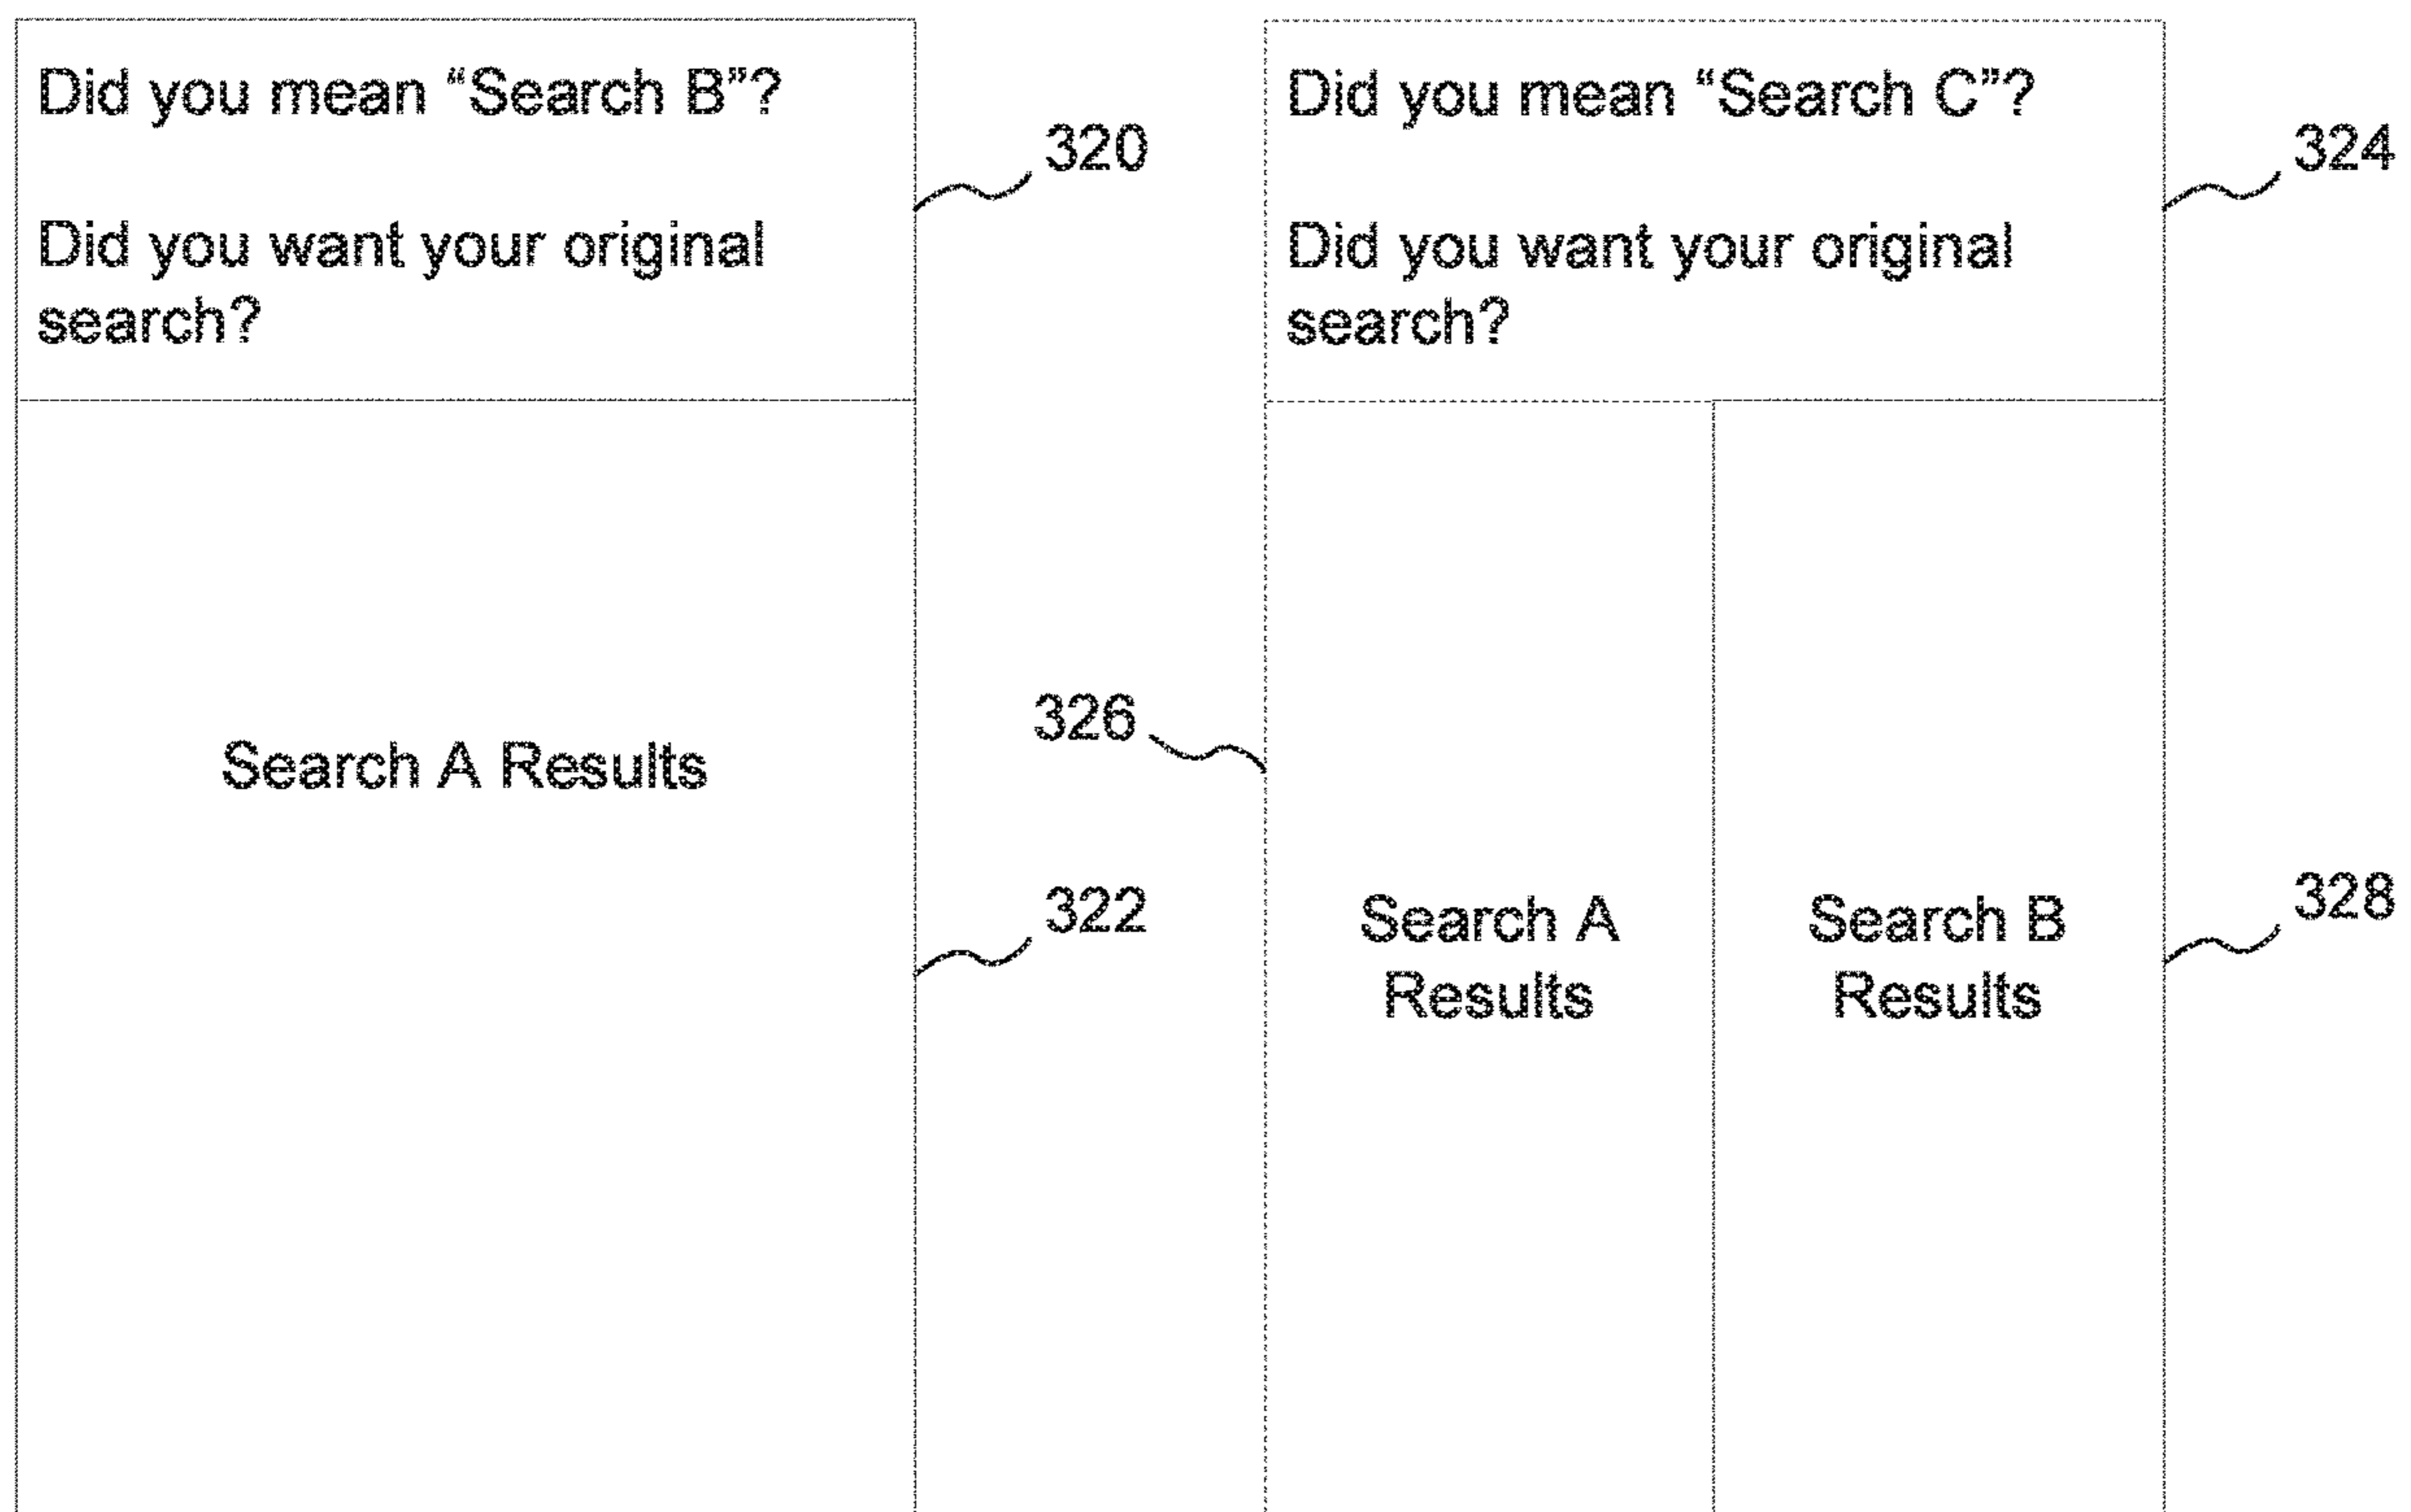 Did you mean “Search B”?
Did you want your original
search?
320
Search A Results
322
Did you mean “Search C”?
Did you want your original
search?
324
326
Search A
Results
Search B
Results
328